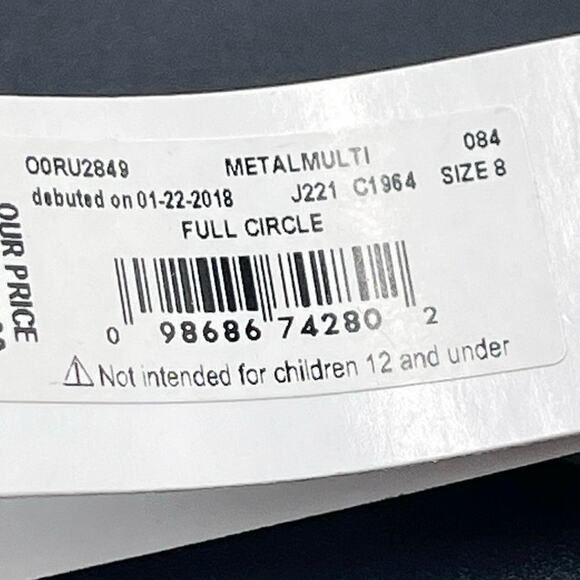 OORU2849 METALMULTI 084
debuted on 01-22-2018 J221 C1964 SIZE 8
FULL CIRCLE
0 98686 74280 2
⚠ Not intended for children 12 and under
OUR PRICE